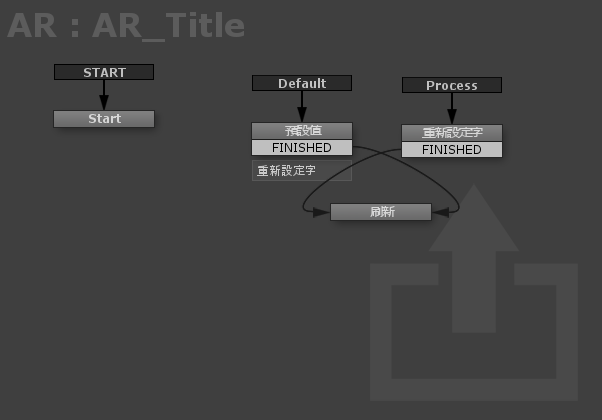 AR : AR_Title
START
Start
Default
預設值
FINISHED
重新設定字
Process
重新設定字
FINISHED
刷新